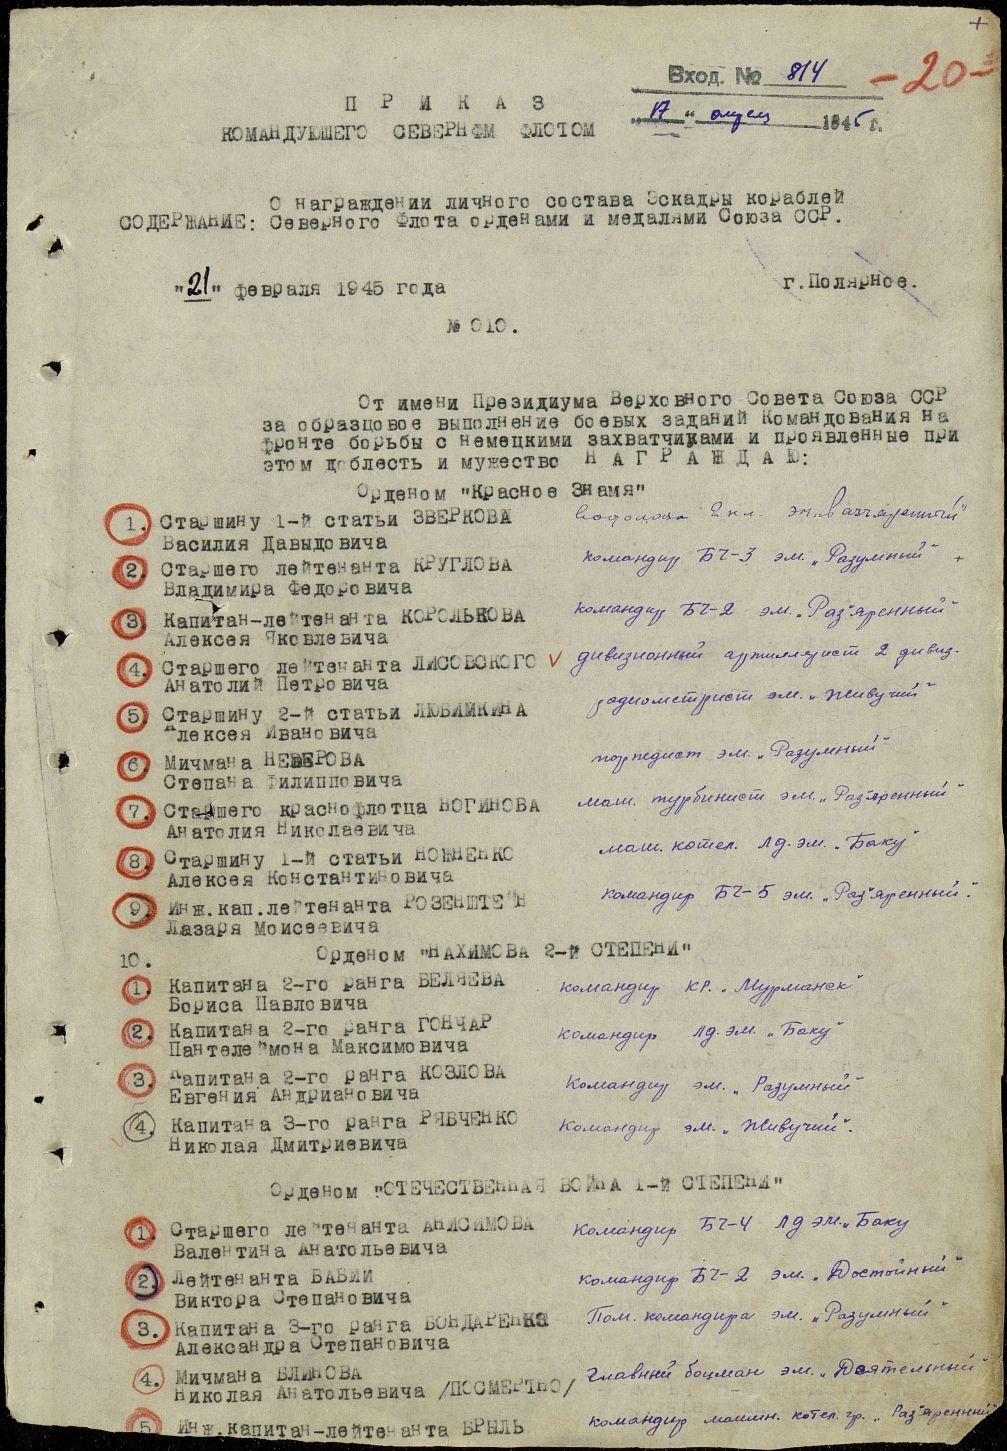 Вход. № 814
-20-
"17" апреля 1945 г.
П Р И К А З
КОМАНДУЮЩЕГО СЕВЕРНЫМ ФЛОТОМ
О награждении личного состава Эскадры кораблей
СОДЕРЖАНИЕ: Северного Флота орденами и медалями Союза ССР.
"21" февраля 1945 года г.Полярное.
№ 010.
От имени Президиума Верховного Совета Союза ССР
за образцовое выполнение боевых заданий Командования на
фронте борьбы с немецкими захватчиками и проявленные при
этом доблесть и мужество Н А Г Р А Ж Д А Ю:
Орденом "Красное Знамя"
1. Старшину 1-й статьи ЗВЕРКОВА 2 кл. эм.
Василия Давыдовича
2. Старшего лейтенанта КРУГЛОВА командир БЧ-3 эм. „Разумный" +
Владимира Федоровича
3. Капитан-лейтенанта КОРОЛЬКОВА командир БЧ-2 эм. „Раз'яренный"
Алексея Яковлевича
4. Старшего лейтенанта ЛИСОВСКОГО V дивизионный артиллерист 2 дивиз.
Анатолий Петровича
5. Старшину 2-й статьи ЛЮБИМКИНА радиометрист эм. „Живучий"
Алексея Ивановича
6. Мичмана НЕВЕРОВА торпедист эм. „Разумный"
Степана Филипповича
7. Старшего краснофлотца НОГИНОВА маш. турбинист эм. „Раз'яренный"
Анатолия Николаевича
8. Старшину 1-й статьи НОЖНЕНКО маш. котел. лд. эм. „Баку"
Алексея Константиновича
9. Инж.кап.лейтенанта РОЗЕНШТЕЙН командир БЧ-5 эм. „Раз'яренный".
Лазаря Моисеевича
10. Орденом "НАХИМОВА 2-й СТЕПЕНИ"
1. Капитана 2-го ранга БЕЛЯЕВА командир кр. „Мурманск"
Бориса Павловича
2. Капитана 2-го ранга ГОНЧАР командир лд. эм. „Баку"
Пантелеймона Максимовича
3. Капитана 2-го ранга КОЗЛОВА Командир эм. „Разумный"
Евгения Андриановича
4. Капитана 3-го ранга РЯБЧЕНКО Командир эм. „Живучий".
Николая Дмитриевича
Орденом "ОТЕЧЕСТВЕННАЯ ВОЙНА 1-й СТЕПЕНИ"
1. Старшего лейтенанта АНИСИМОВА Командир БЧ-4 лд эм. „Баку
Валентина Анатольевича
2. Лейтенанта БАБИЙ командир БЧ-2 эм. „Достойный"
Виктора Степановича
3. Капитана 3-го ранга БОНДАРЕНКО Пом. командира эм. „Разумный"
Александра Степановича
4. Мичмана БЛИНОВА главный боцман эм. „Деятельный"
Николая Анатольевича /ПОСМЕРТНО/
5 Инж.капитан-лейтенанта БРЫЛЬ командир машин. котел. гр. „Раз'яренный"